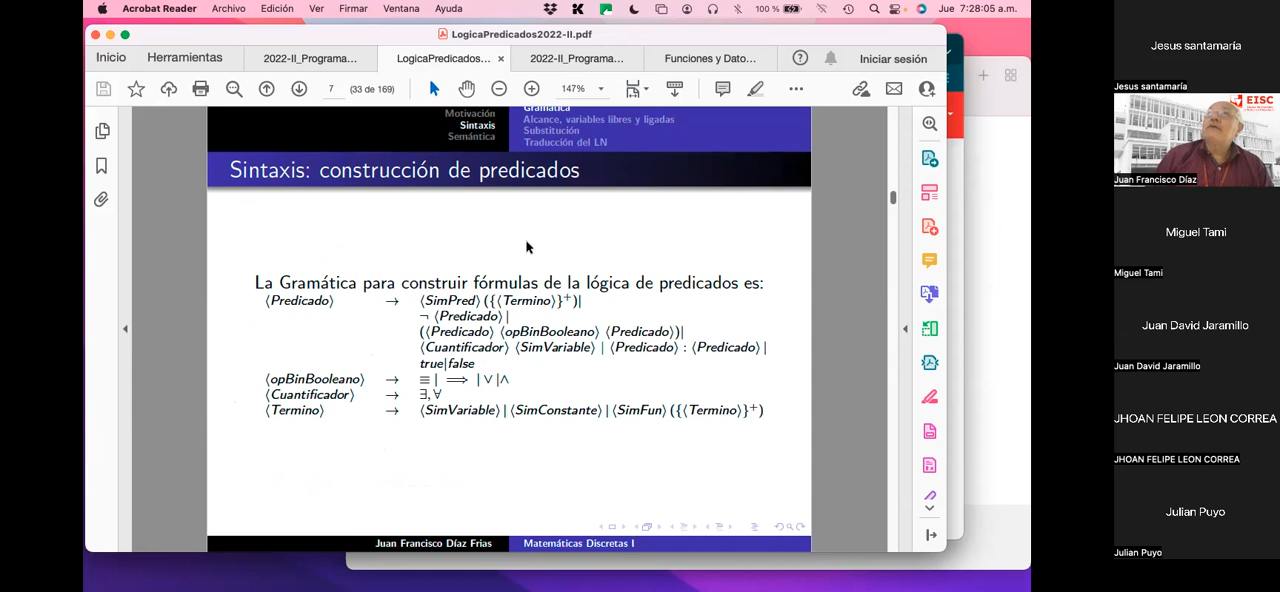 Acrobat Reader Archivo Edición Ver Firmar Ventana Ayuda 100 % Jue 7:28:05 a.m.
LogicaPredicados2022-II.pdf
Inicio Herramientas 2022-II_Programa... LogicaPredicados... × 2022-II_Programa... Funciones y Dato... Iniciar sesión
7 (33 de 169) 147%
Motivación
Sintaxis
Semántica
Gramática
Alcance, variables libres y ligadas
Substitución
Traducción del LN
Sintaxis: construcción de predicados
La Gramática para construir fórmulas de la lógica de predicados es:
⟨Predicado⟩ → ⟨SimPred⟩ ({⟨Termino⟩}⁺)|
¬ ⟨Predicado⟩ |
(⟨Predicado⟩ ⟨opBinBooleano⟩ ⟨Predicado⟩)|
⟨Cuantificador⟩ ⟨SimVariable⟩ | ⟨Predicado⟩ : ⟨Predicado⟩ |
true|false
⟨opBinBooleano⟩ → ≡ | ⟹ | ∨ | ∧
⟨Cuantificador⟩ → ∃, ∀
⟨Termino⟩ → ⟨SimVariable⟩ | ⟨SimConstante⟩ | ⟨SimFun⟩ ({⟨Termino⟩}⁺)
Juan Francisco Díaz Frias Matemáticas Discretas I
Jesus santamaría
Jesus santamaría
EISC
Juan Francisco Díaz
Miguel Tami
Miguel Tami
Juan David Jaramillo
Juan David Jaramillo
JHOAN FELIPE LEON CORREA
JHOAN FELIPE LEON CORREA
Julian Puyo
Julian Puyo